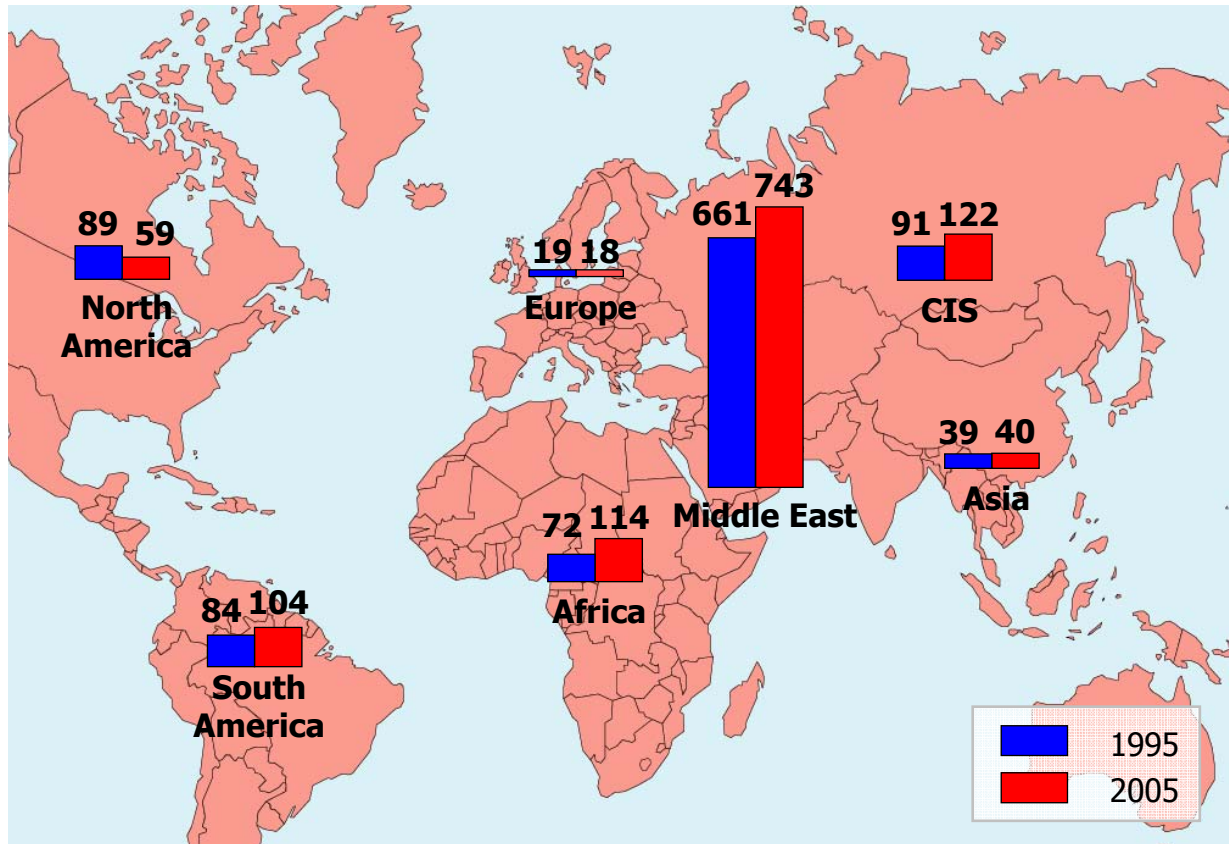 743
661
89 59
19 18
91 122
North
America
Europe
CIS
39 40
Asia
Middle East
72 114
Africa
84 104
South
America
1995
2005